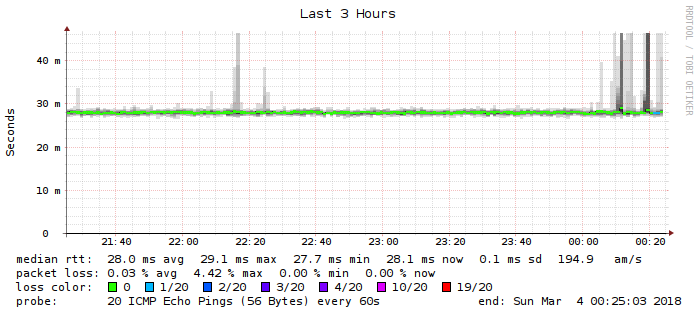 Last 3 Hours
RRDTOOL / TOBI OETIKER
Seconds
40 m
30 m
20 m
10 m
0
21:40 22:00 22:20 22:40 23:00 23:20 23:40 00:00 00:20
median rtt: 28.0 ms avg 29.1 ms max 27.7 ms min 28.1 ms now 0.1 ms sd 194.9 am/s
packet loss: 0.03 % avg 4.42 % max 0.00 % min 0.00 % now
loss color: 0 1/20 2/20 3/20 4/20 10/20 19/20
probe: 20 ICMP Echo Pings (56 Bytes) every 60s end: Sun Mar 4 00:25:03 2018